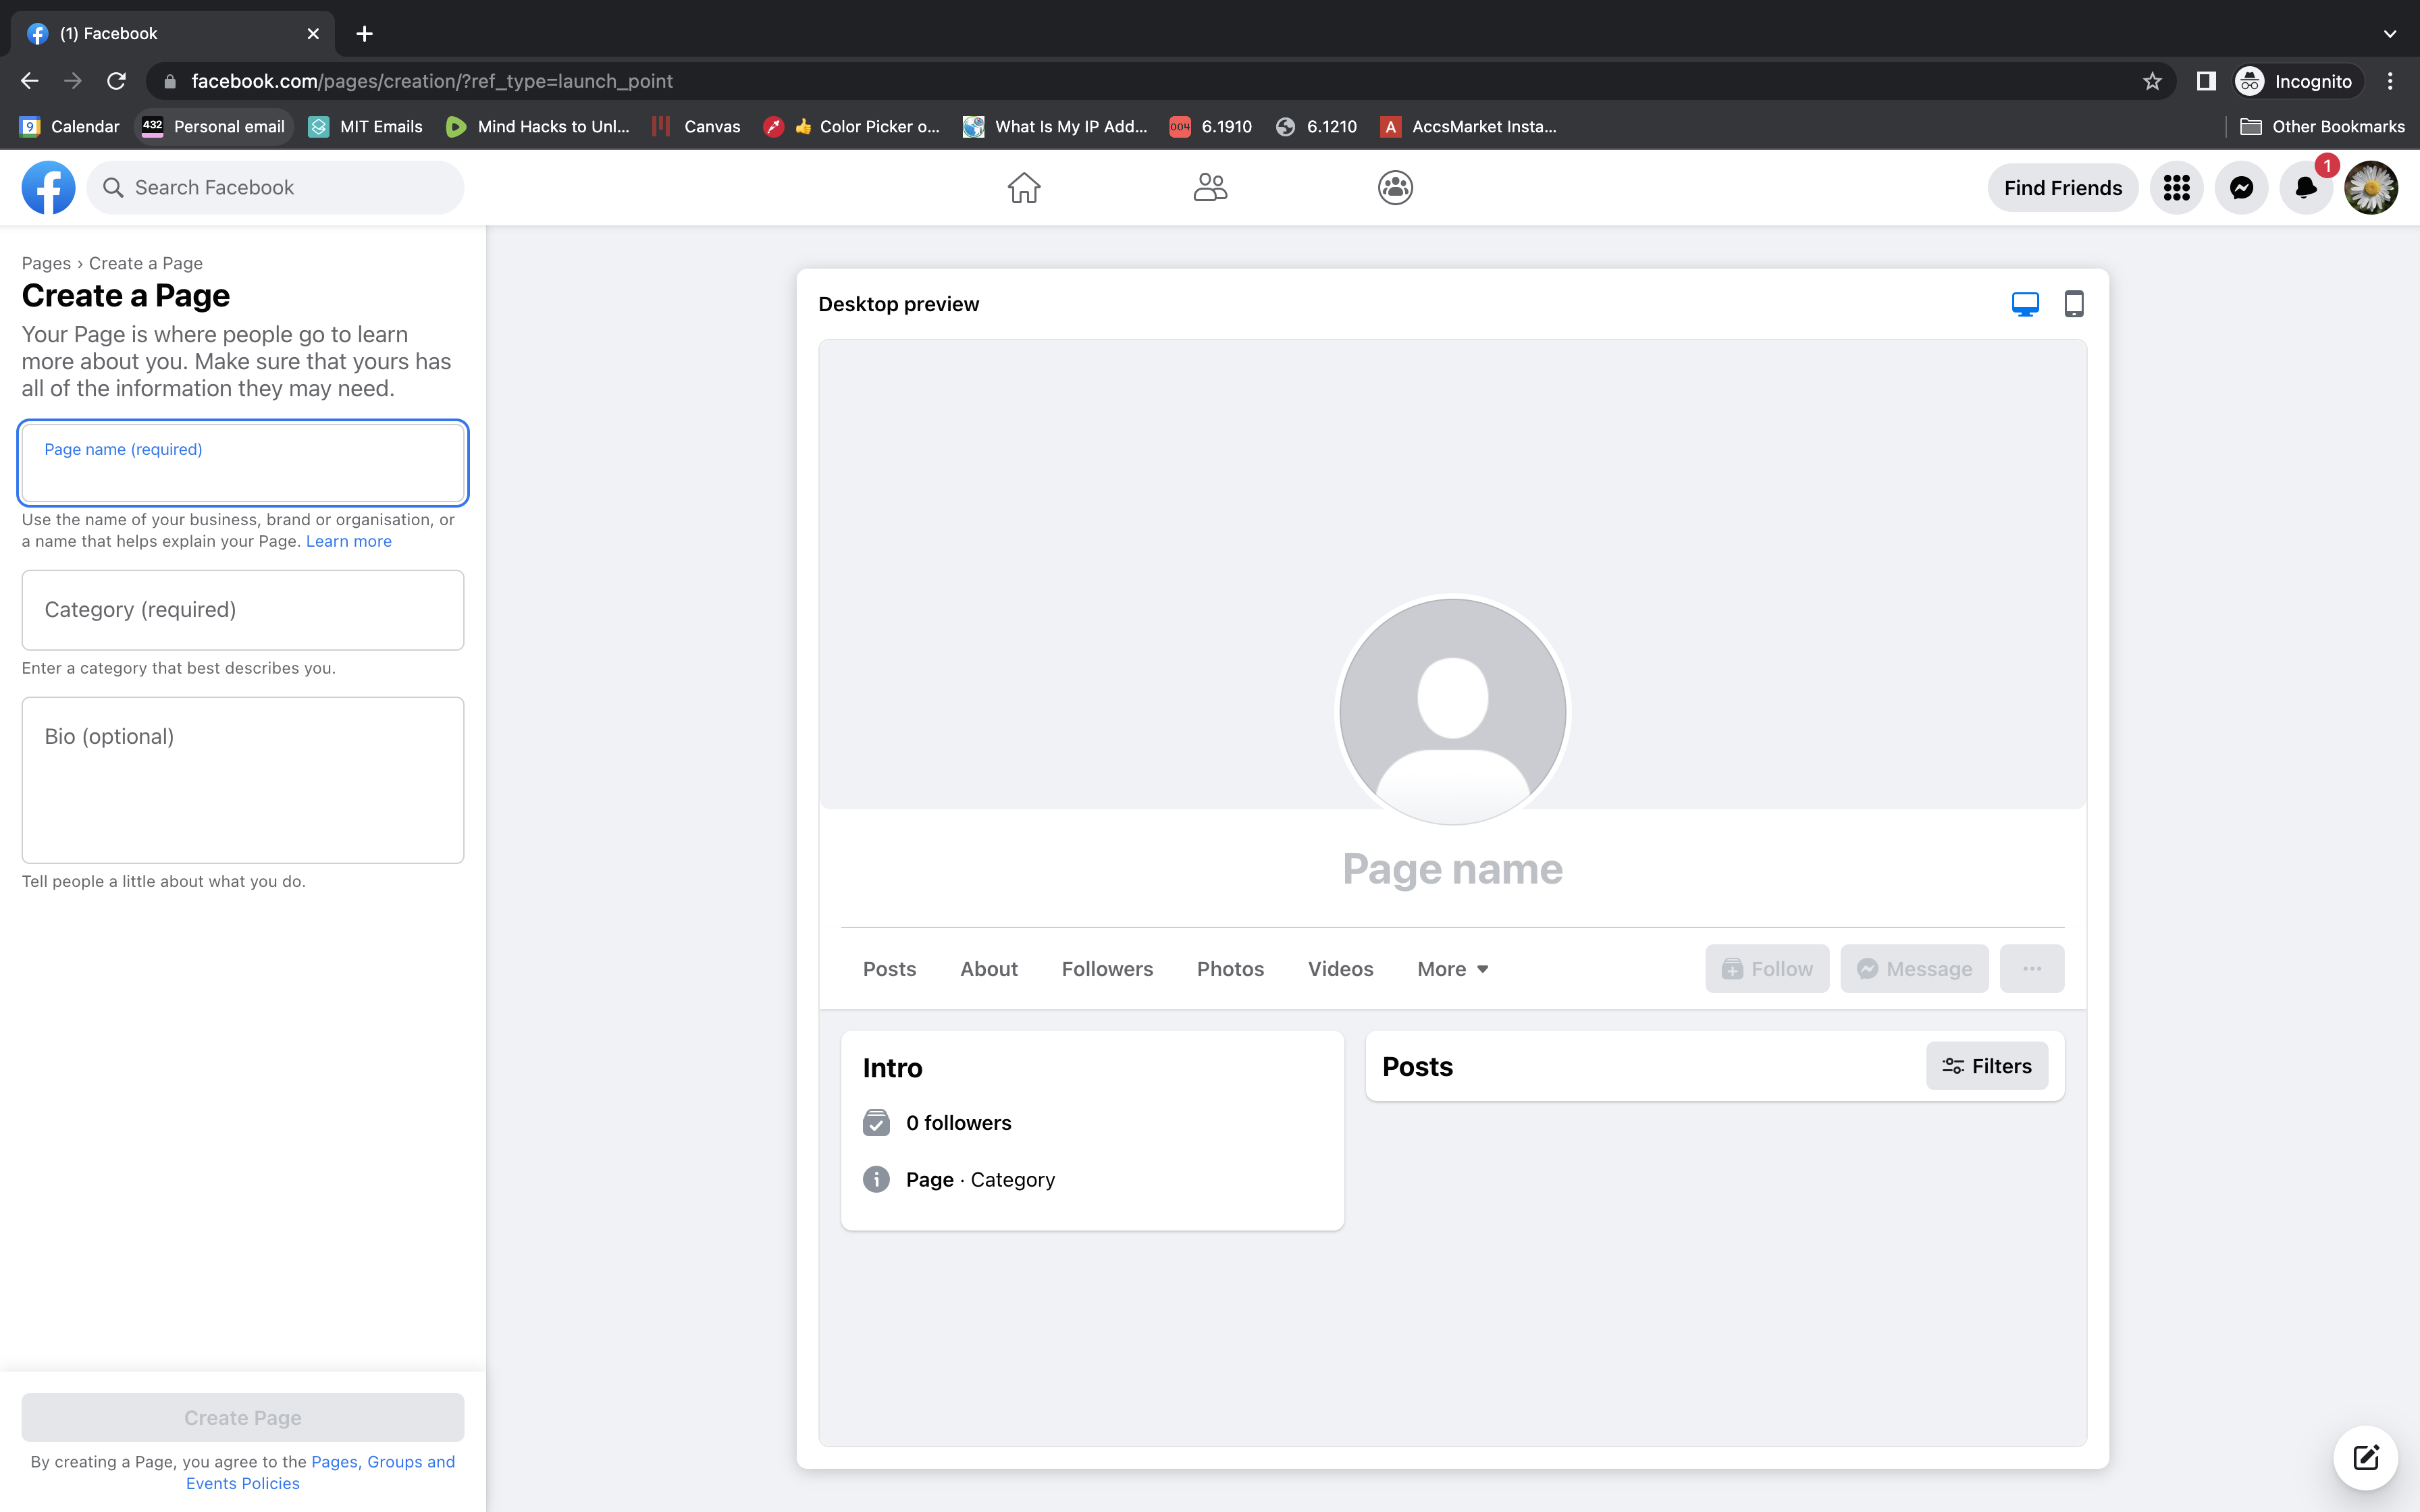 (1) Facebook
facebook.com/pages/creation/?ref_type=launch_point
Incognito
9 Calendar
432 Personal email
MIT Emails
Mind Hacks to Unl...
Canvas
👍 Color Picker o...
What Is My IP Add...
004 6.1910
6.1210
A AccsMarket Insta...
Other Bookmarks
Search Facebook
Find Friends
1
Pages › Create a Page
Create a Page
Your Page is where people go to learn
more about you. Make sure that yours has
all of the information they may need.
Page name (required)
Use the name of your business, brand or organisation, or
a name that helps explain your Page. Learn more
Category (required)
Enter a category that best describes you.
Bio (optional)
Tell people a little about what you do.
Create Page
By creating a Page, you agree to the Pages, Groups and
Events Policies
Desktop preview
Page name
Posts
About
Followers
Photos
Videos
More
Follow
Message
Intro
0 followers
Page · Category
Posts
Filters